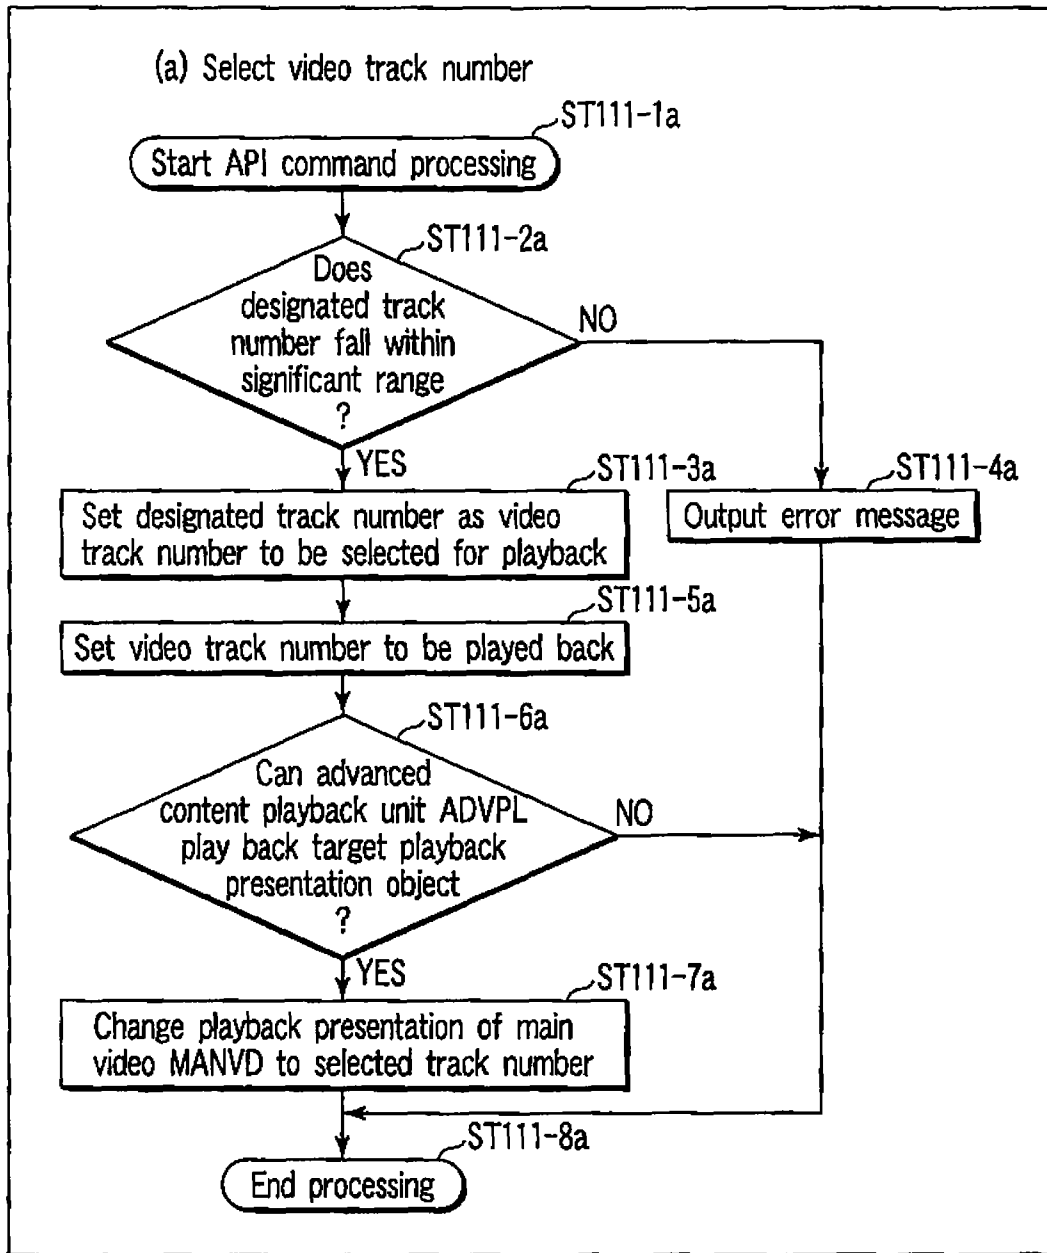 (a) Select video track number
ST111-1a
Start API command processing
ST111-2a
Does
designated track
number fall within
significant range
?
NO
YES
ST111-3a
Set designated track number as video
track number to be selected for playback
ST111-4a
Output error message
ST111-5a
Set video track number to be played back
ST111-6a
Can advanced
content playback unit ADVPL
play back target playback
presentation object
?
NO
YES
ST111-7a
Change playback presentation of main
video MANVD to selected track number
ST111-8a
End processing